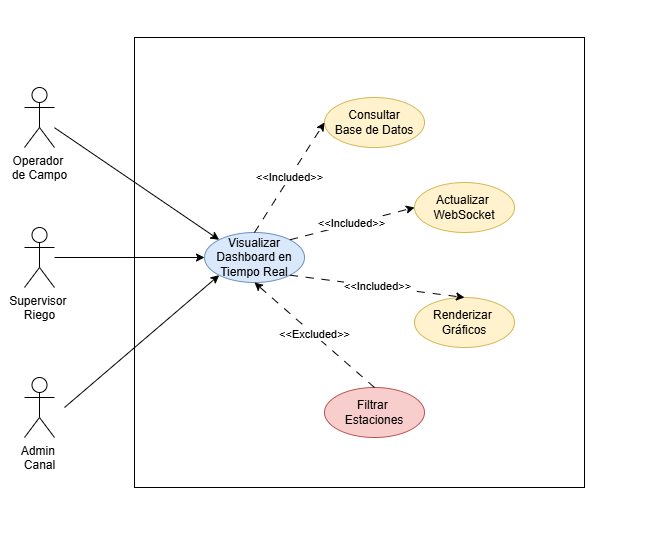 Consultar
Base de Datos
Operador
de Campo
<<Included>>
Actualizar
WebSocket
<<Included>>
Visualizar
Dashboard en
Tiempo Real
Supervisor
Riego
<<Included>>
Renderizar
Gráficos
<<Excluded>>
Filtrar
Estaciones
Admin
Canal